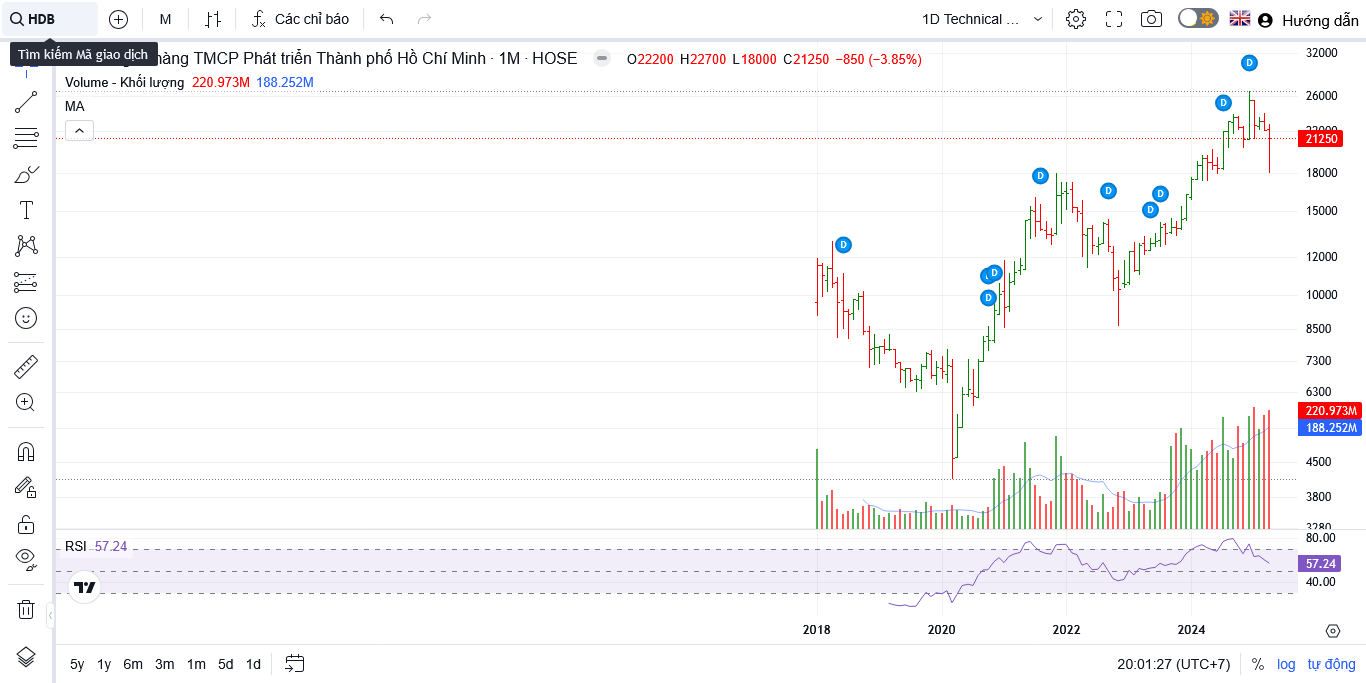 HDB M Các chỉ báo 1D Technical ... Hướng dẫn
Tìm kiếm Mã giao dịch
hàng TMCP Phát triển Thành phố Hồ Chí Minh · 1M · HOSE O22200 H22700 L18000 C21250 −850 (−3.85%)
Volume - Khối lượng 220.973M 188.252M
MA
32000
26000
22000
21250
18000
15000
12000
10000
8500
7300
6300
220.973M
188.252M
4500
3800
3280
D
D
D
D
D
D
D
D
D
D
RSI 57.24
80.00
57.24
40.00
2018 2020 2022 2024
5y 1y 6m 3m 1m 5d 1d 20:01:27 (UTC+7) % log tự động